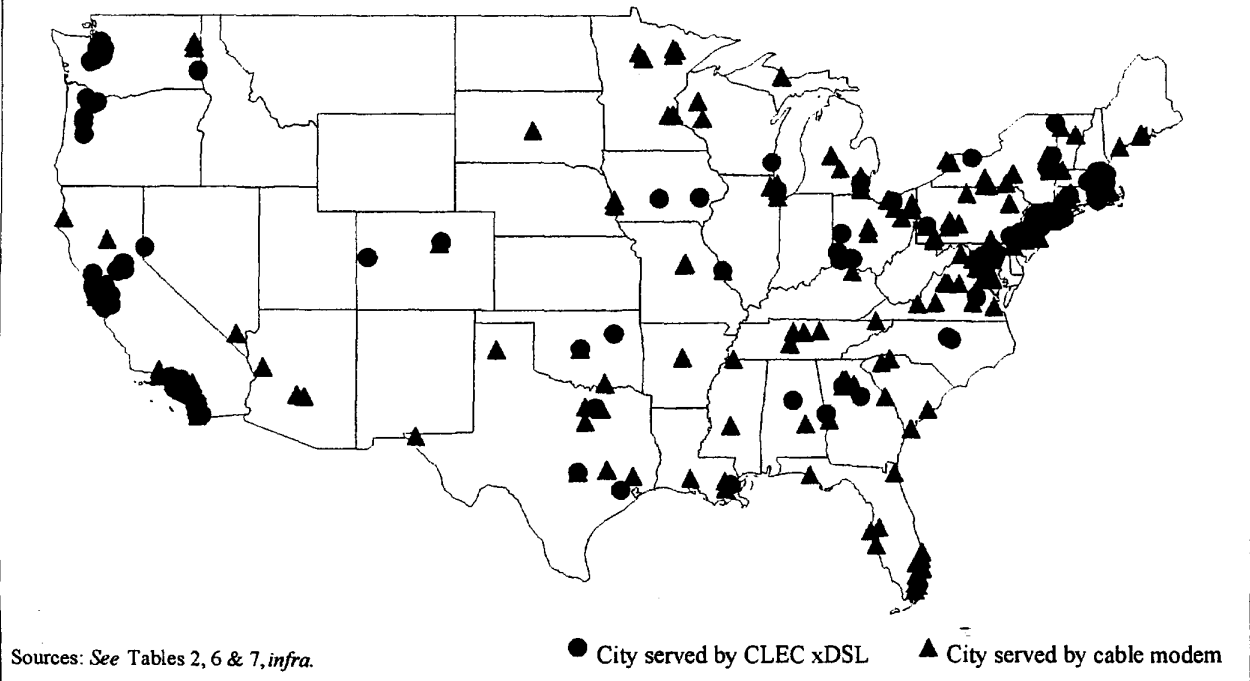 Sources: See Tables 2, 6 & 7, infra.
City served by CLEC xDSL
City served by cable modem